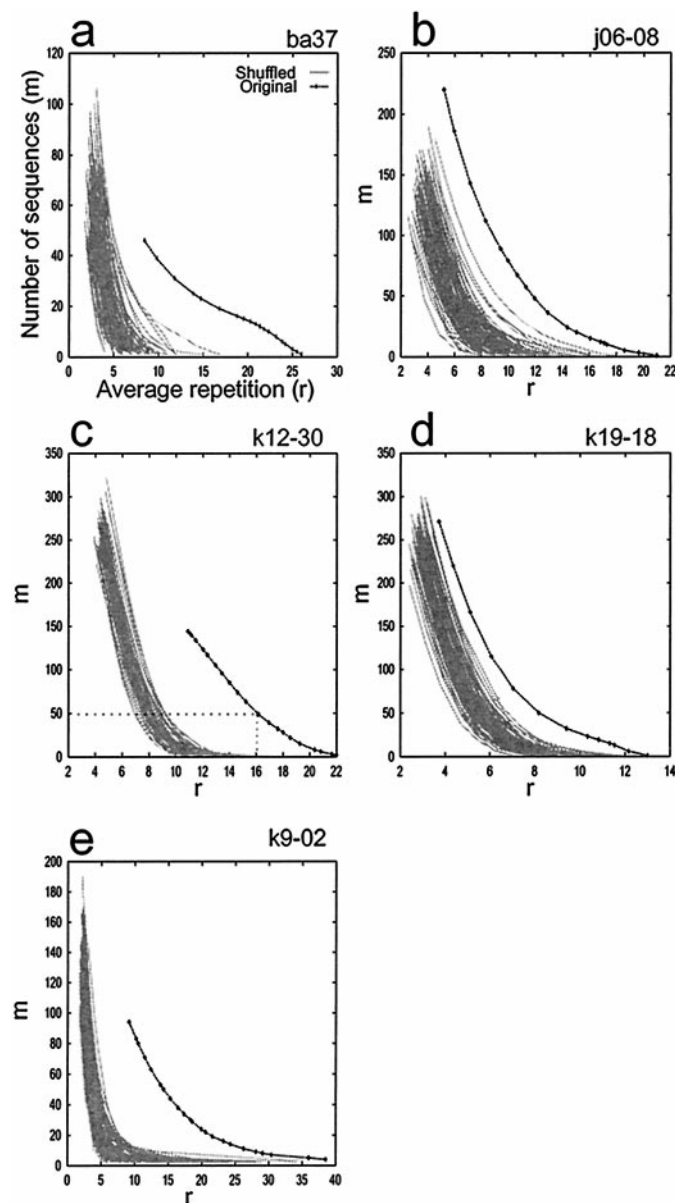 a
ba37
Number of sequences (m)
Shuffled
Original
140
120
100
80
60
40
20
0
0 5 10 15 20 25 30
Average repetition (r)
b
j06-08
m
250
200
150
100
50
0
2 4 6 8 10 12 14 16 18 20 22
r
c
k12-30
m
350
300
250
200
150
100
50
0
2 4 6 8 10 12 14 16 18 20 22
r
d
k19-18
m
350
300
250
200
150
100
50
0
2 4 6 8 10 12 14
r
e
k9-02
m
200
180
160
140
120
100
80
60
40
20
0
0 5 10 15 20 25 30 35 40
r